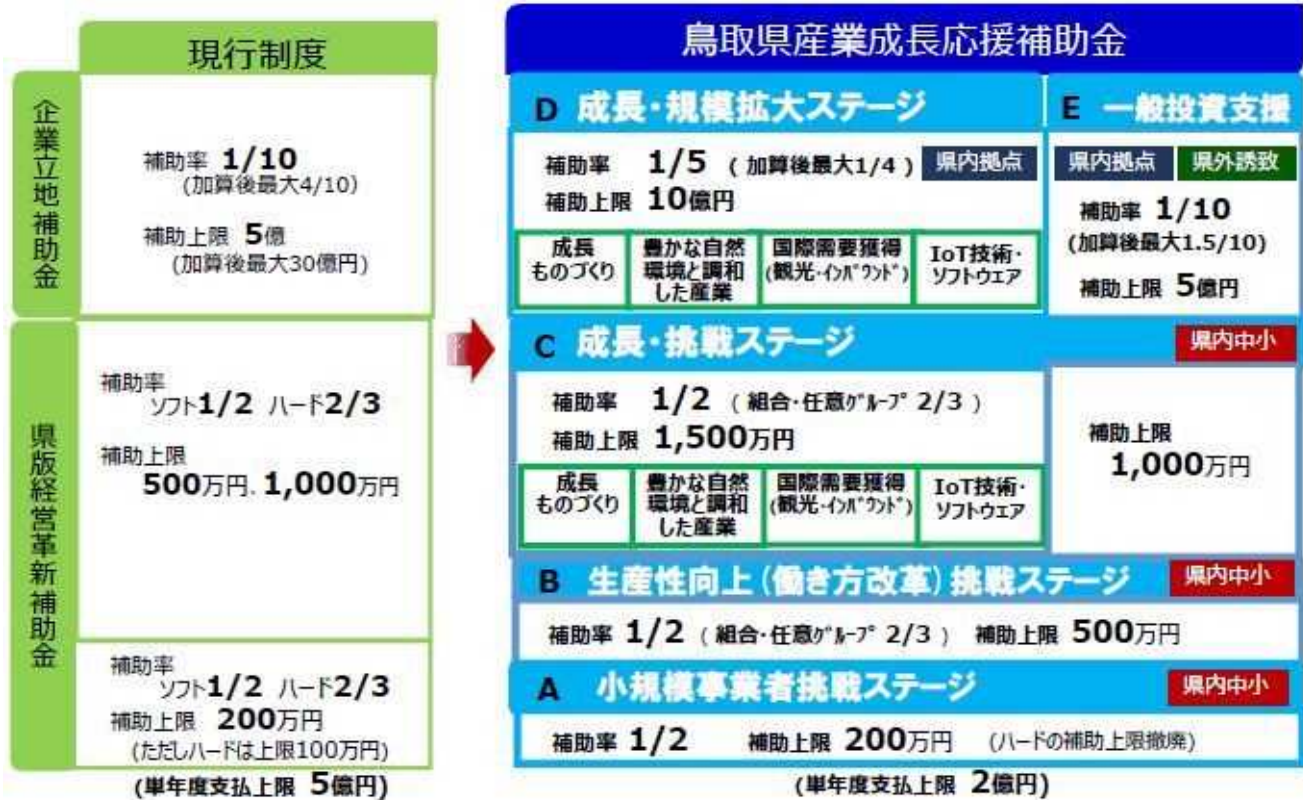 現行制度
企業立地補助金
補助率 1/10
(加算後最大4/10)
補助上限 5億
(加算後最大30億円)
県版経営革新補助金
補助率
ソフト1/2 ハード2/3
補助上限
500万円、1,000万円
補助率
ソフト1/2 ハード2/3
補助上限 200万円
(ただしハードは上限100万円)
(単年度支払上限 5億円)
鳥取県産業成長応援補助金
D 成長・規模拡大ステージ
補助率 1/5 ( 加算後最大1/4 ) 県内拠点
補助上限 10億円
成長
ものづくり
豊かな自然
環境と調和
した産業
国際需要獲得
(観光・インバウンド)
IoT技術・
ソフトウェア
E 一般投資支援
県内拠点 県外誘致
補助率 1/10
(加算後最大1.5/10)
補助上限 5億円
C 成長・挑戦ステージ 県内中小
補助率 1/2 ( 組合・任意グループ 2/3 )
補助上限 1,500万円
成長
ものづくり
豊かな自然
環境と調和
した産業
国際需要獲得
(観光・インバウンド)
IoT技術・
ソフトウエア
補助上限
1,000万円
B 生産性向上(働き方改革)挑戦ステージ 県内中小
補助率 1/2 ( 組合・任意グループ 2/3 ) 補助上限 500万円
A 小規模事業者挑戦ステージ 県内中小
補助率 1/2 補助上限 200万円 (ハードの補助上限撤廃)
(単年度支払上限 2億円)